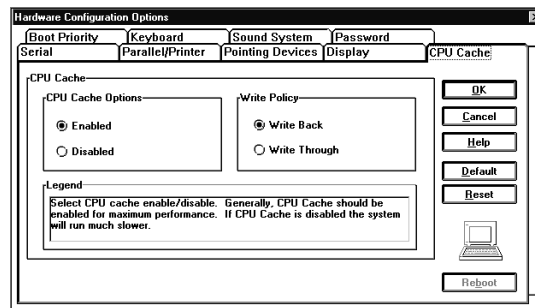 Hardware Configuration Options
Boot Priority Keyboard Sound System Password
Serial Parallel/Printer Pointing Devices Display CPU Cache
CPU Cache
CPU Cache Options
Enabled
Disabled
Write Policy
Write Back
Write Through
Legend
Select CPU cache enable/disable. Generally, CPU Cache should be
enabled for maximum performance. If CPU Cache is disabled the system
will run much slower.
OK
Cancel
Help
Default
Reset
Reboot